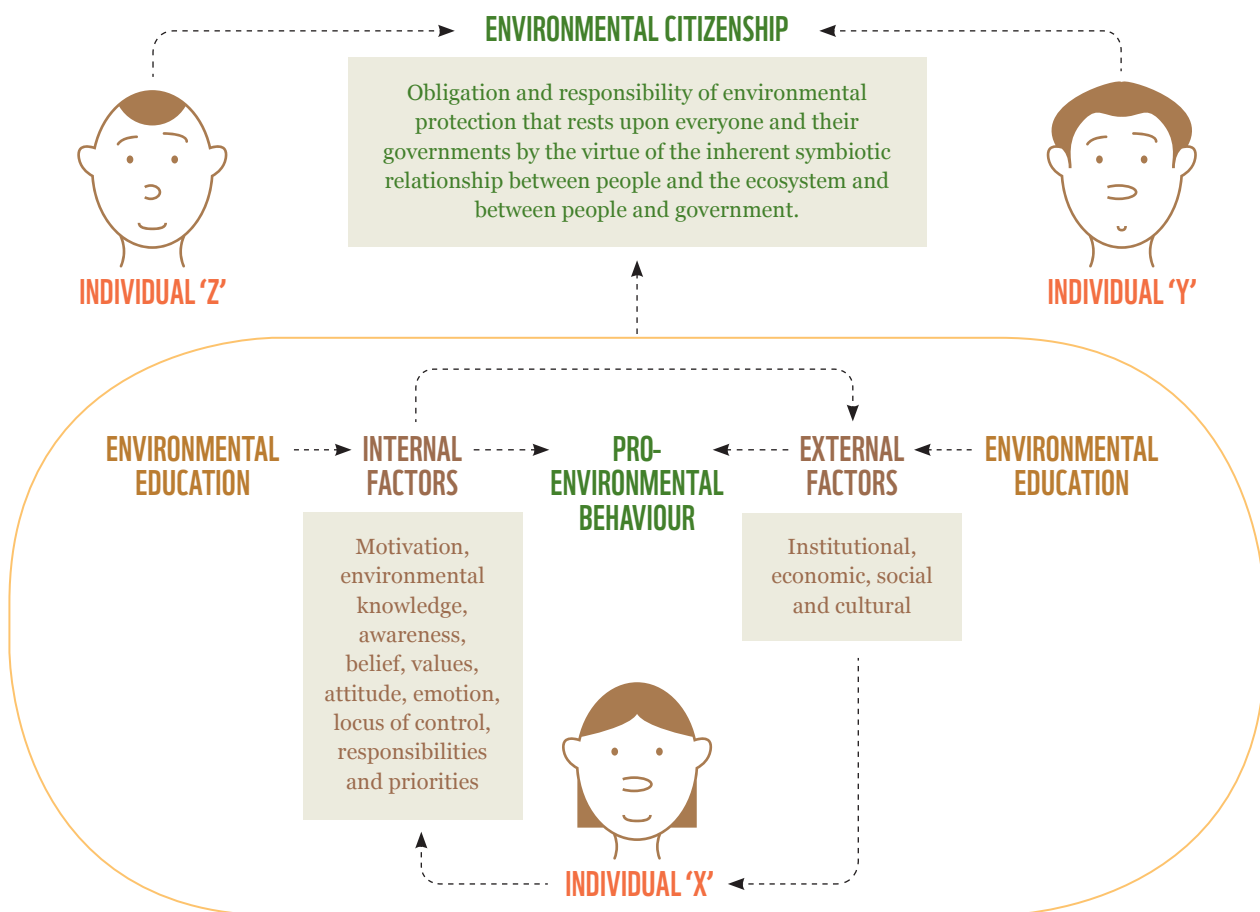 ENVIRONMENTAL CITIZENSHIP
Obligation and responsibility of environmental
protection that rests upon everyone and their
governments by the virtue of the inherent symbiotic
relationship between people and the ecosystem and
between people and government.
INDIVIDUAL ‘Z’
INDIVIDUAL ‘Y’
ENVIRONMENTAL
EDUCATION
INTERNAL
FACTORS
PRO-
ENVIRONMENTAL
BEHAVIOUR
EXTERNAL
FACTORS
ENVIRONMENTAL
EDUCATION
Motivation,
environmental
knowledge,
awareness,
belief, values,
attitude, emotion,
locus of control,
responsibilities
and priorities
Institutional,
economic, social
and cultural
INDIVIDUAL ‘X’